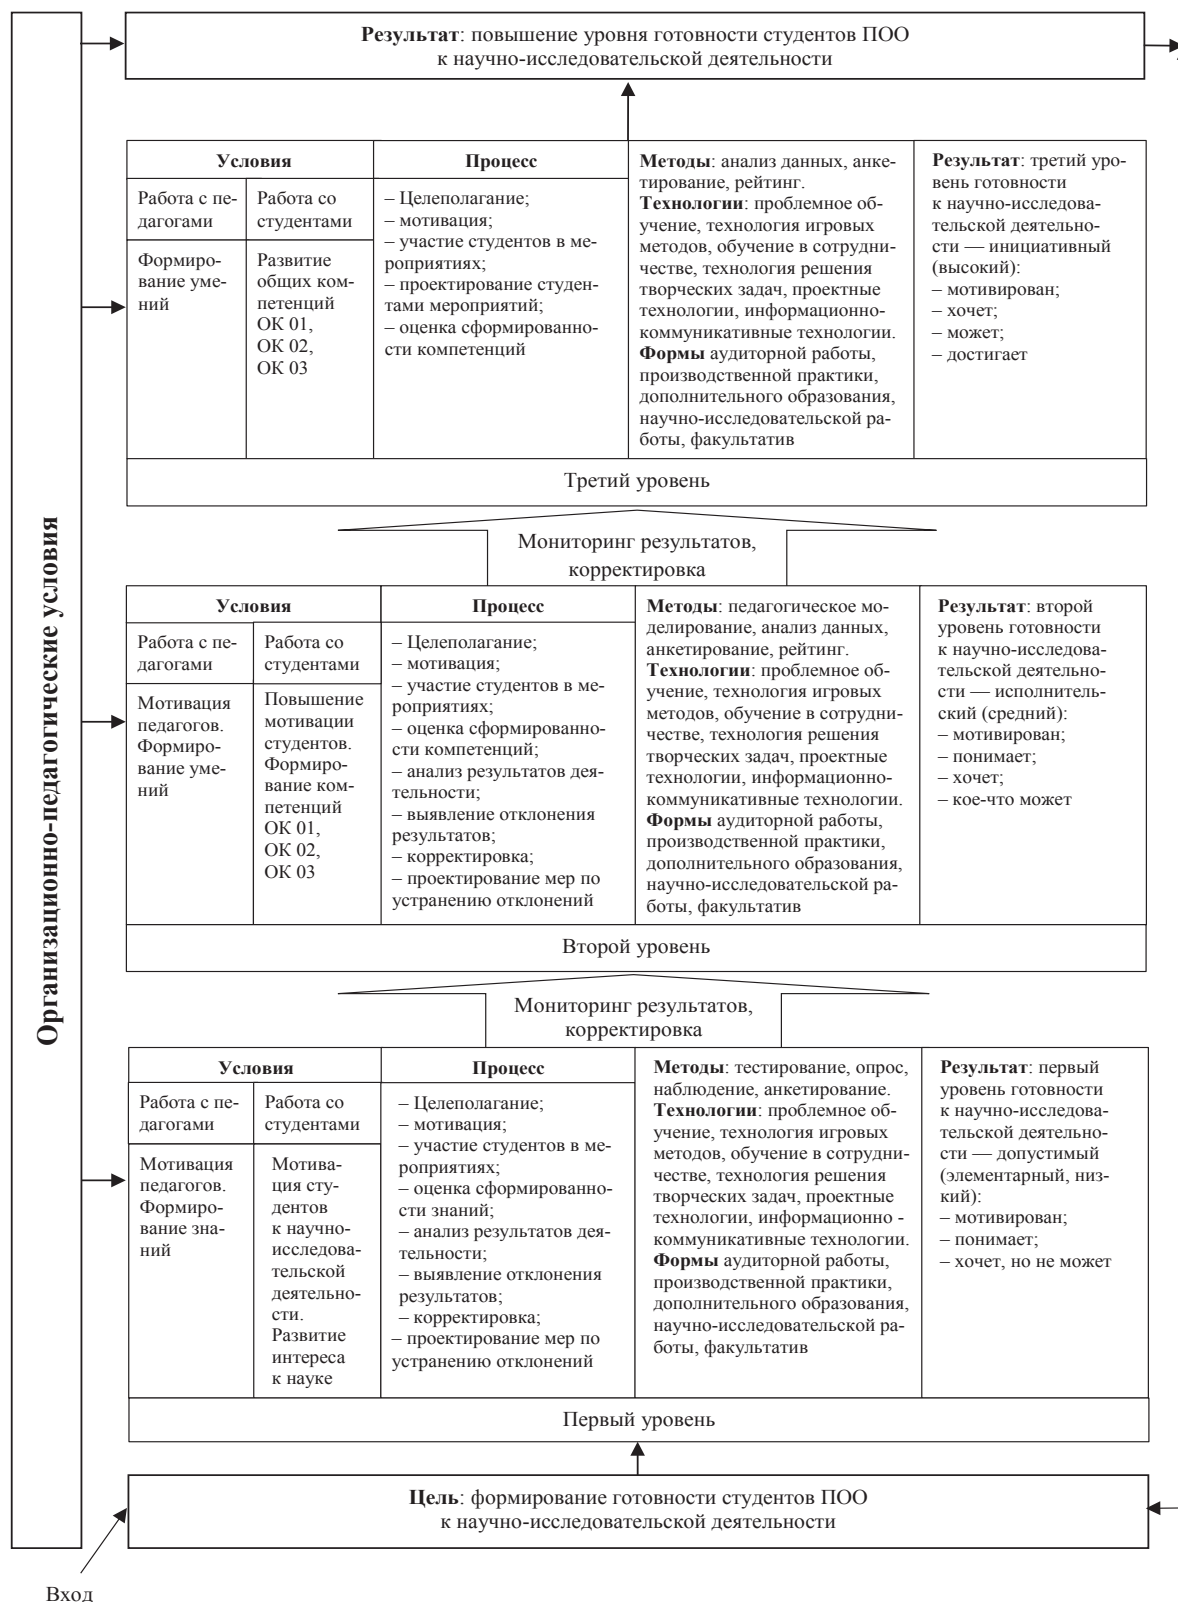 Организационно-педагогические условия
Результат: повышение уровня готовности студентов ПОО
к научно-исследовательской деятельности
Условия
Работа с пе-
дагогами
Формиро-
вание уме-
ний
Работа со
студентами
Развитие
общих ком-
петенций
ОК 01,
ОК 02,
ОК 03
Процесс
– Целеполагание;
– мотивация;
– участие студентов в ме-
роприятиях;
– проектирование студен-
тами мероприятий;
– оценка сформированно-
сти компетенций
Методы: анализ данных, анке-
тирование, рейтинг.
Технологии: проблемное об-
учение, технология игровых
методов, обучение в сотрудни-
честве, технология решения
творческих задач, проектные
технологии, информационно-
коммуникативные технологии.
Формы аудиторной работы,
производственной практики,
дополнительного образования,
научно-исследовательской ра-
боты, факультатив
Результат: третий уро-
вень готовности
к научно-исследова-
тельской деятельно-
сти — инициативный
(высокий):
– мотивирован;
– хочет;
– может;
– достигает
Третий уровень
Мониторинг результатов,
корректировка
Условия
Работа с пе-
дагогами
Мотивация
педагогов.
Формиро-
вание уме-
ний
Работа со
студентами
Повышение
мотивации
студентов.
Формиро-
вание ком-
петенций
ОК 01,
ОК 02,
ОК 03
Процесс
– Целеполагание;
– мотивация;
– участие студентов в ме-
роприятиях;
– оценка сформированно-
сти компетенций;
– анализ результатов дея-
тельности;
– выявление отклонения
результатов;
– корректировка;
– проектирование мер по
устранению отклонений
Методы: педагогическое мо-
делирование, анализ данных,
анкетирование, рейтинг.
Технологии: проблемное об-
учение, технология игровых
методов, обучение в сотрудни-
честве, технология решения
творческих задач, проектные
технологии, информационно-
коммуникативные технологии.
Формы аудиторной работы,
производственной практики,
дополнительного образования,
научно-исследовательской ра-
боты, факультатив
Результат: второй
уровень готовности
к научно-исследова-
тельской деятельно-
сти — исполнитель-
ский (средний):
– мотивирован;
– понимает;
– хочет;
– кое-что может
Второй уровень
Мониторинг результатов,
корректировка
Условия
Работа с пе-
дагогами
Мотивация
педагогов.
Формиро-
вание зна-
ний
Работа со
студентами
Мотива-
ция сту-
дентов
к научно-
исследова-
тельской
деятельно-
сти.
Развитие
интереса
к науке
Процесс
– Целеполагание;
– мотивация;
– участие студентов в ме-
роприятиях;
– оценка сформированно-
сти знаний;
– анализ результатов дея-
тельности;
– выявление отклонения
результатов;
– корректировка;
– проектирование мер по
устранению отклонений
Методы: тестирование, опрос,
наблюдение, анкетирование.
Технологии: проблемное об-
учение, технология игровых
методов, обучение в сотрудни-
честве, технология решения
творческих задач, проектные
технологии, информационно -
коммуникативные технологии.
Формы аудиторной работы,
производственной практики,
дополнительного образования,
научно-исследовательской ра-
боты, факультатив
Результат: первый
уровень готовности
к научно-исследова-
тельской деятельно-
сти — допустимый
(элементарный, низ-
кий):
– мотивирован;
– понимает;
– хочет, но не может
Первый уровень
Цель: формирование готовности студентов ПОО
к научно-исследовательской деятельности
Вход